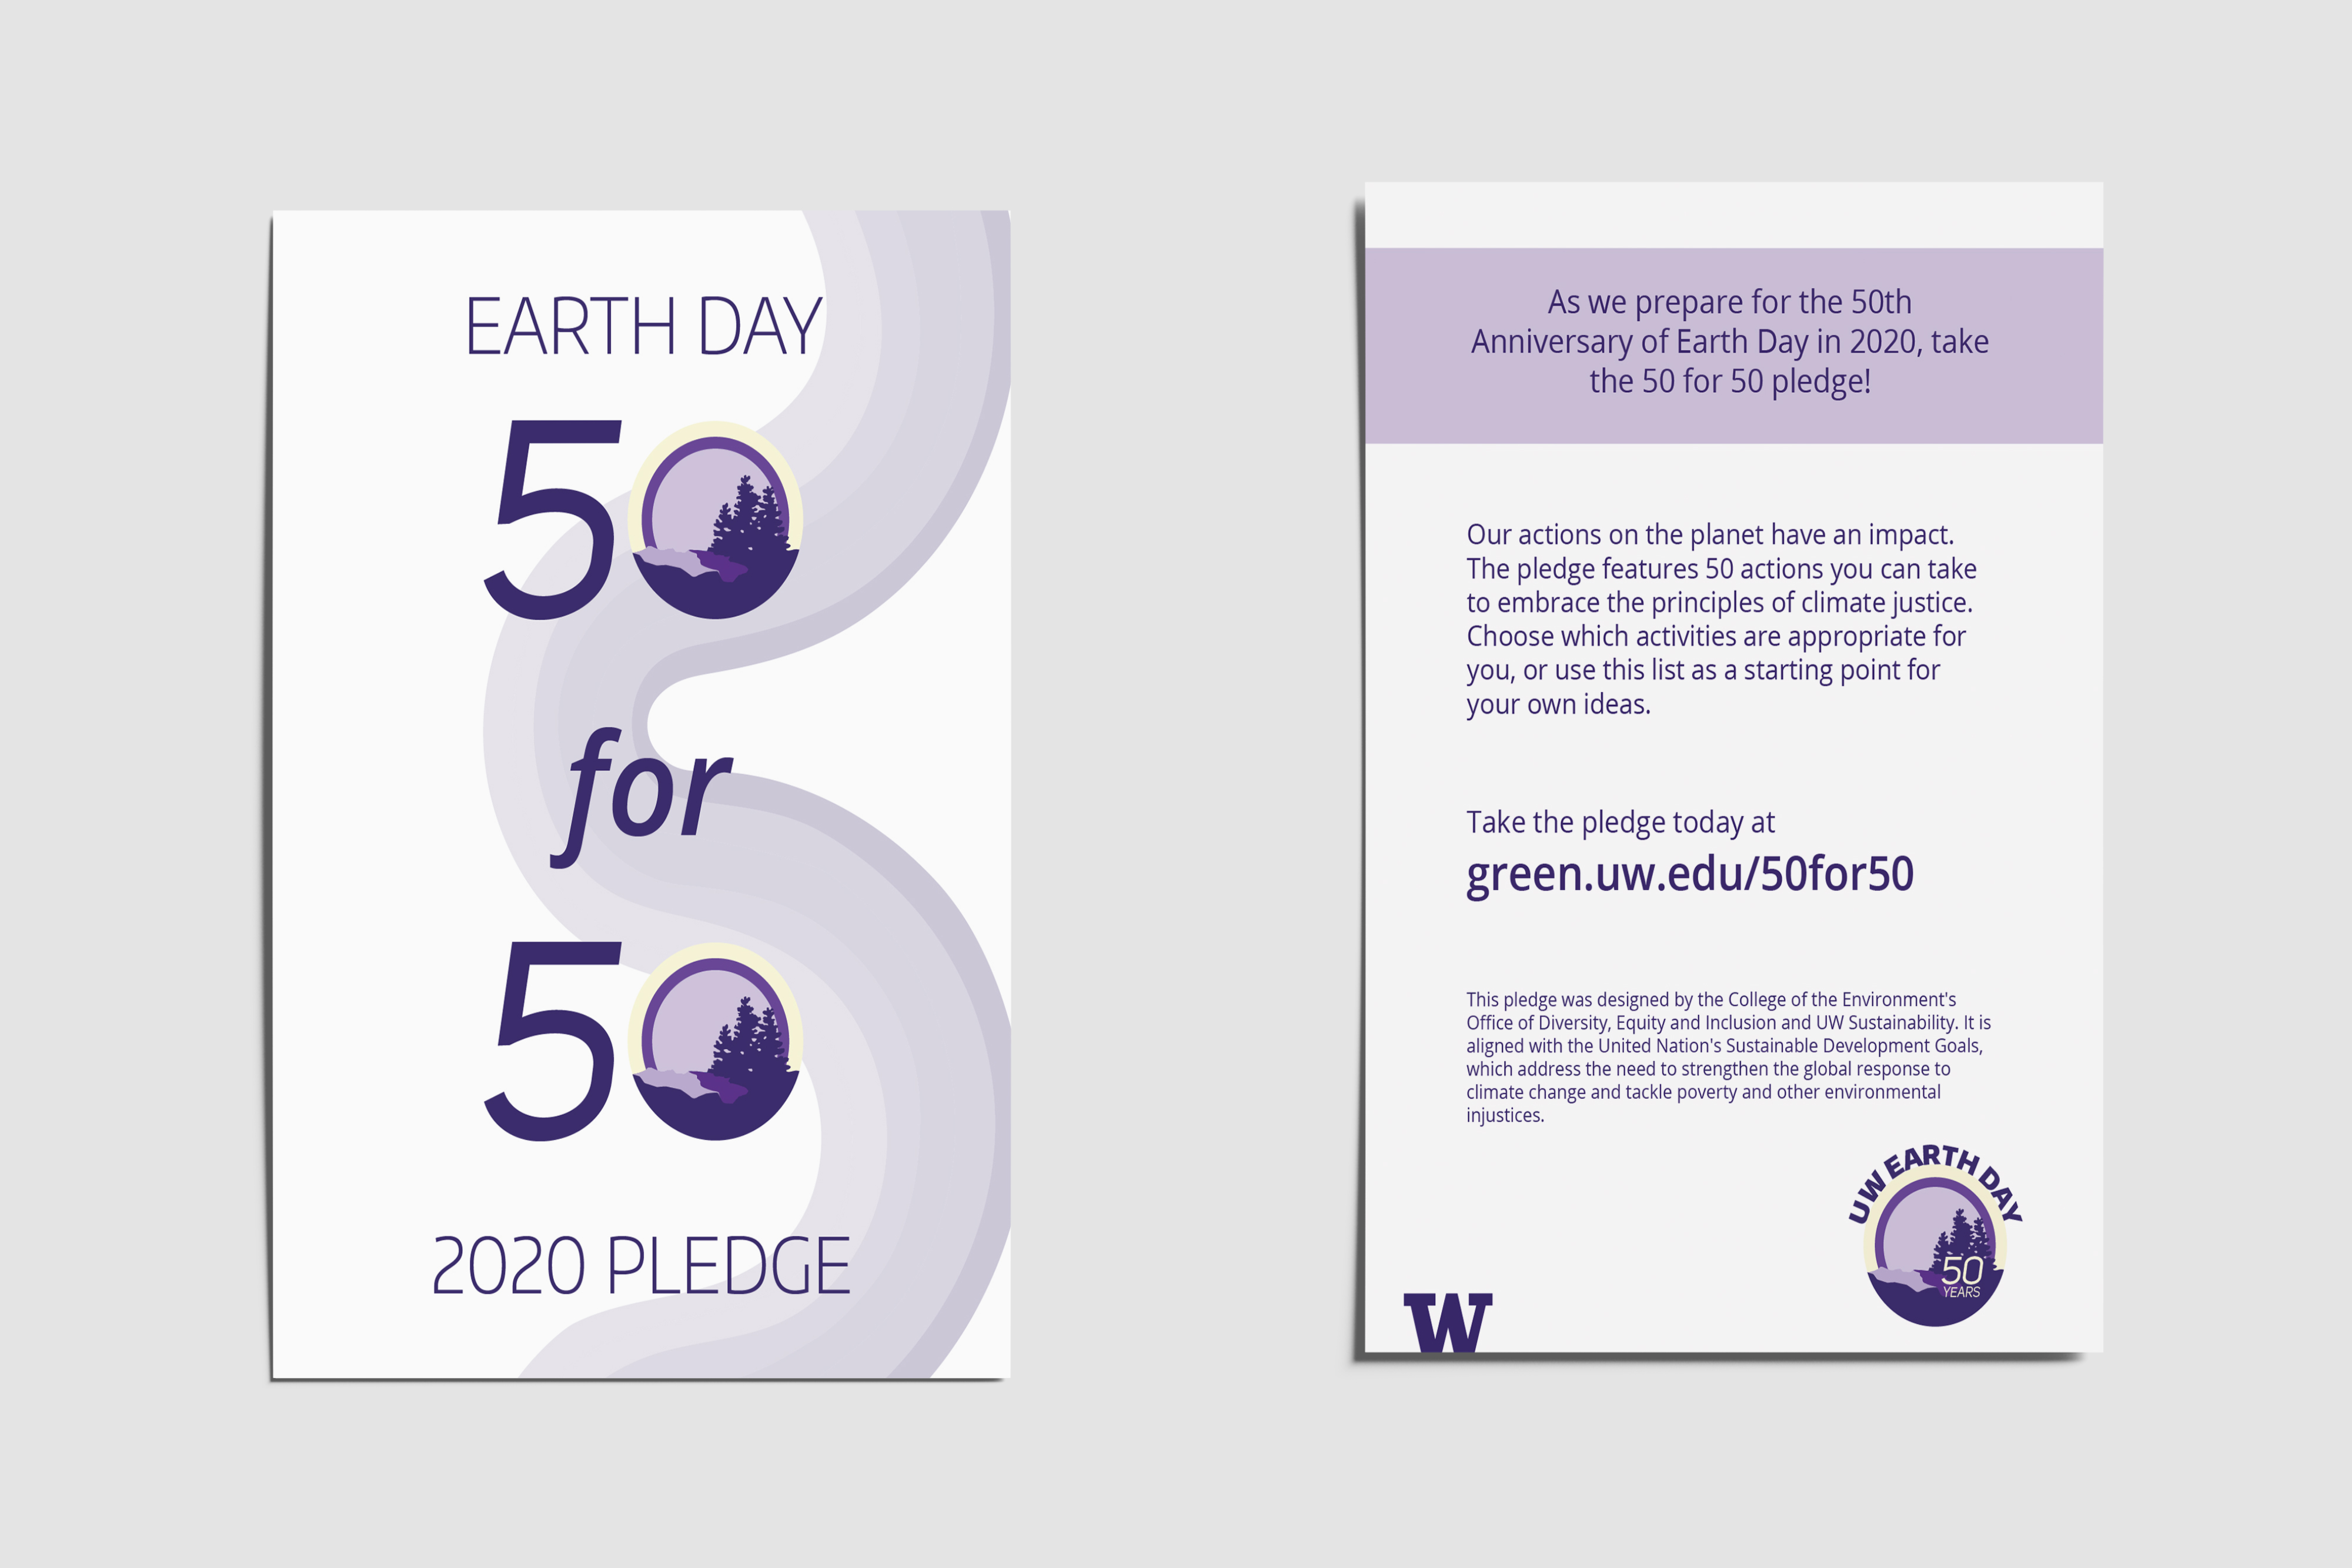 EARTH DAY
50
for
50
2020 PLEDGE
As we prepare for the 50th
Anniversary of Earth Day in 2020, take
the 50 for 50 pledge!
Our actions on the planet have an impact.
The pledge features 50 actions you can take
to embrace the principles of climate justice.
Choose which activities are appropriate for
you, or use this list as a starting point for
your own ideas.
Take the pledge today at
green.uw.edu/50for50
This pledge was designed by the College of the Environment's
Office of Diversity, Equity and Inclusion and UW Sustainability. It is
aligned with the United Nation's Sustainable Development Goals,
which address the need to strengthen the global response to
climate change and tackle poverty and other environmental
injustices.
UW EARTH DAY
50
YEARS
W